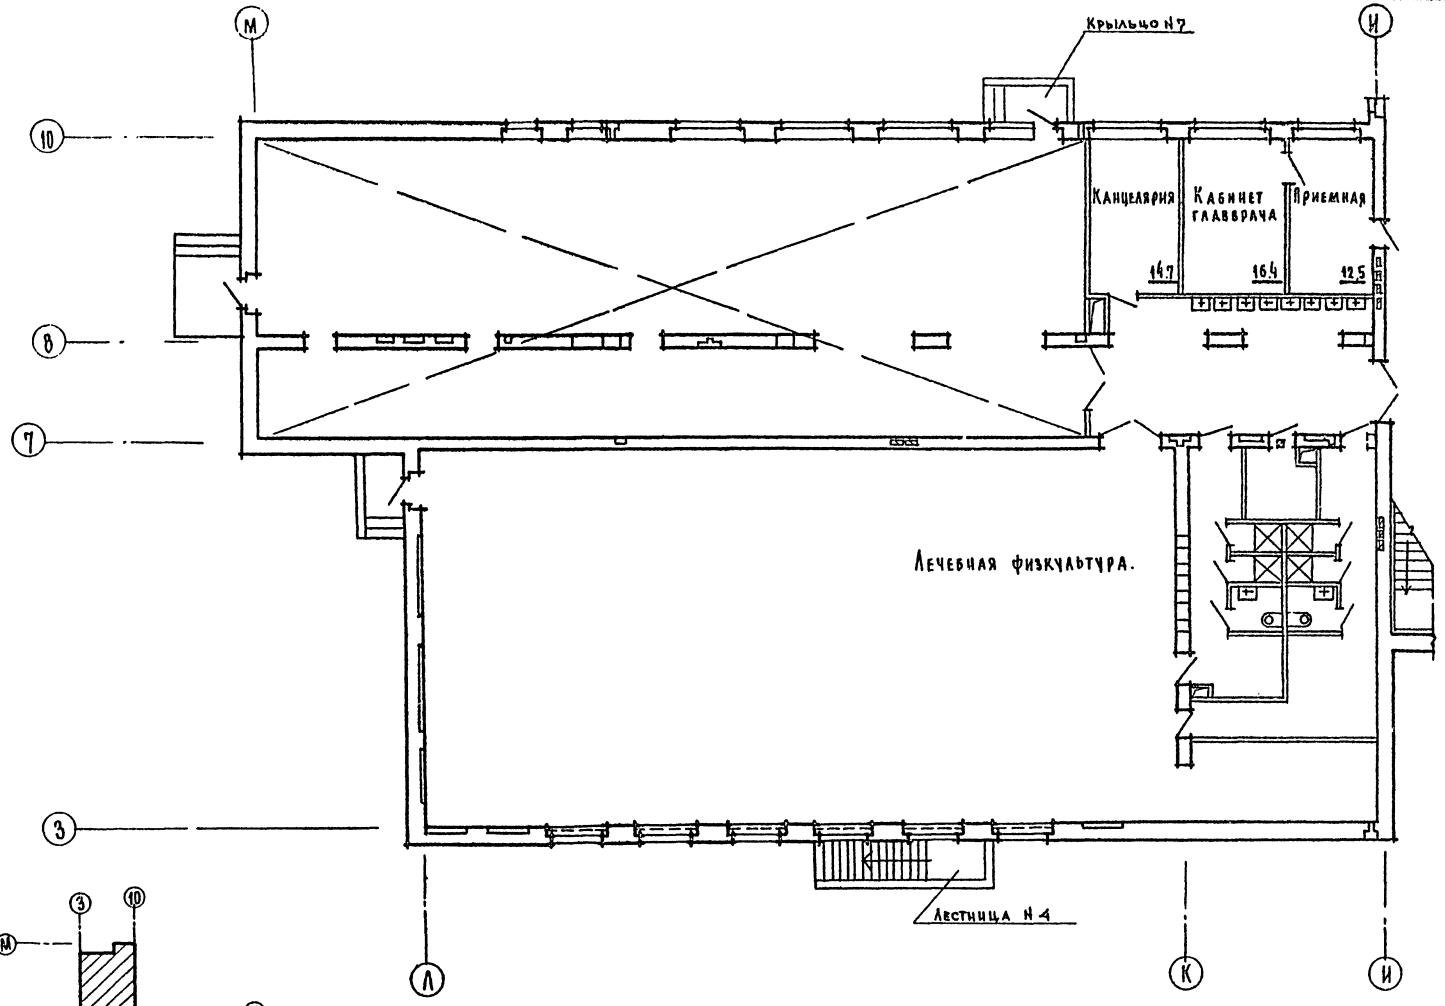 М
Крыльцо N7
И
10
Канцелярия
Кабинет
главврача
Приемная
14.7
16.4
12.5
8
7
Лечебная физкультура.
3
Лестница N 4
3
10
М
Л
К
И